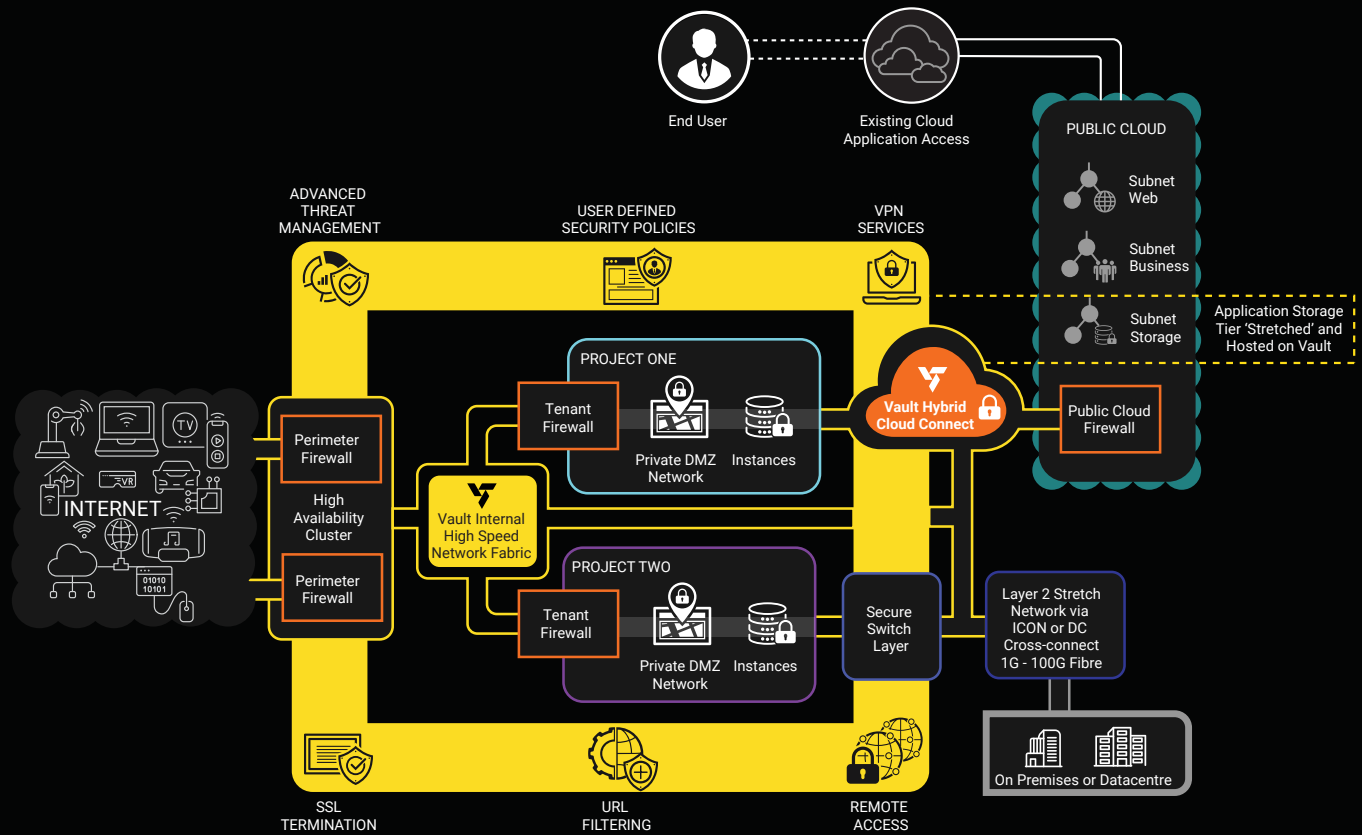 End User
Existing Cloud
Application Access
PUBLIC CLOUD
Subnet
Web
Subnet
Business
Subnet
Storage
Application Storage
Tier 'Stretched' and
Hosted on Vault
Public Cloud
Firewall
ADVANCED
THREAT
MANAGEMENT
USER DEFINED
SECURITY POLICIES
VPN
SERVICES
TV
VR
INTERNET
01010
10101
Perimeter
Firewall
High
Availability
Cluster
Perimeter
Firewall
Vault Internal
High Speed
Network Fabric
PROJECT ONE
Tenant
Firewall
Private DMZ
Network
Instances
Vault Hybrid
Cloud Connect
PROJECT TWO
Tenant
Firewall
Private DMZ
Network
Instances
Secure
Switch
Layer
Layer 2 Stretch
Network via
ICON or DC
Cross-connect
1G - 100G Fibre
On Premises or Datacentre
SSL
TERMINATION
URL
FILTERING
REMOTE
ACCESS